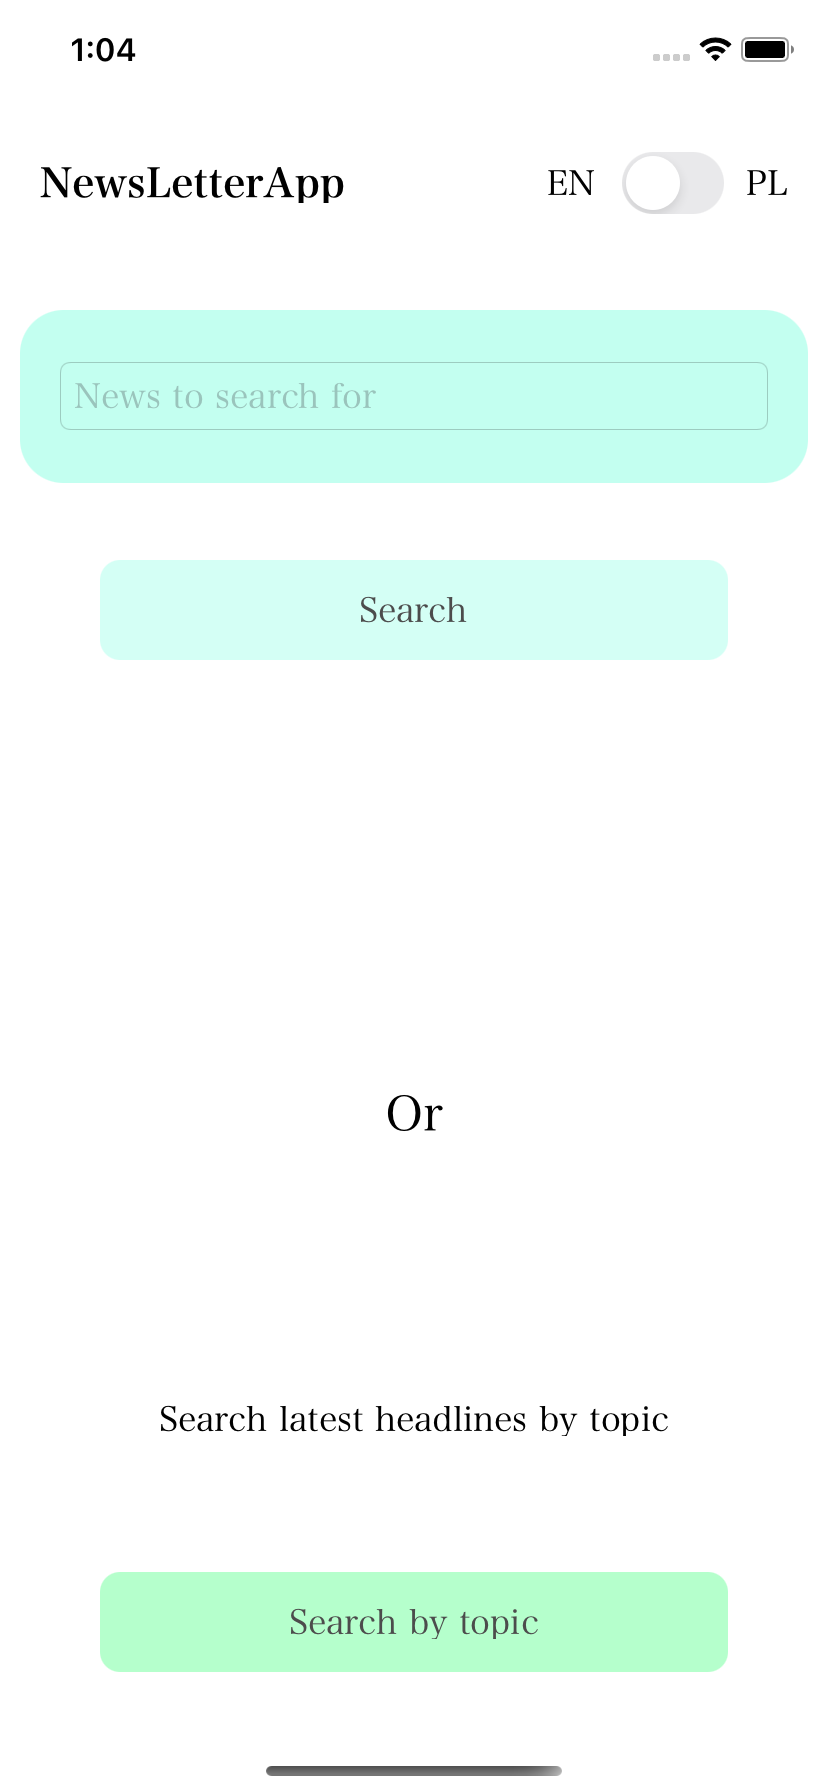 1:04
NewsLetterApp EN PL
News to search for
Search
Or
Search latest headlines by topic
Search by topic